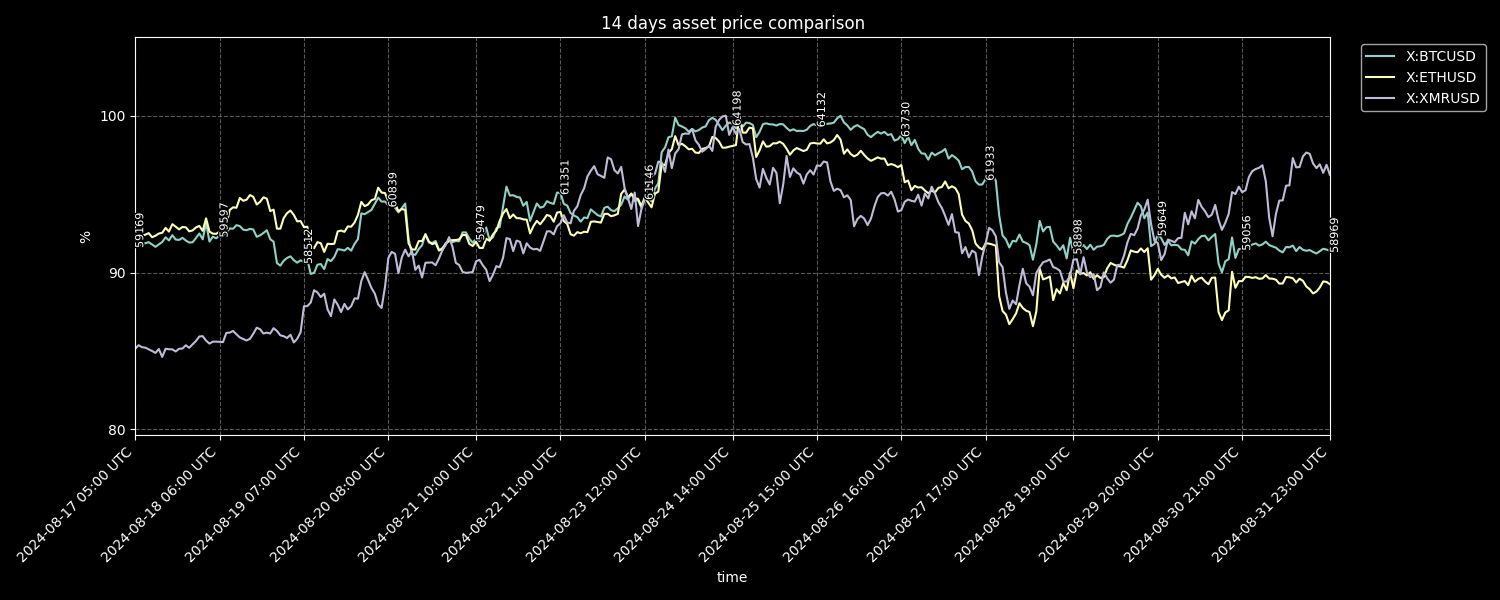 14 days asset price comparison
X:BTCUSD
X:ETHUSD
X:XMRUSD
%
100
90
80
59169
59597
58512
60839
59479
61351
61146
64198
64132
63730
61933
58898
59649
59056
58969
2024-08-17 05:00 UTC
2024-08-18 06:00 UTC
2024-08-19 07:00 UTC
2024-08-20 08:00 UTC
2024-08-21 10:00 UTC
2024-08-22 11:00 UTC
2024-08-23 12:00 UTC
2024-08-24 14:00 UTC
2024-08-25 15:00 UTC
2024-08-26 16:00 UTC
2024-08-27 17:00 UTC
2024-08-28 19:00 UTC
2024-08-29 20:00 UTC
2024-08-30 21:00 UTC
2024-08-31 23:00 UTC
time